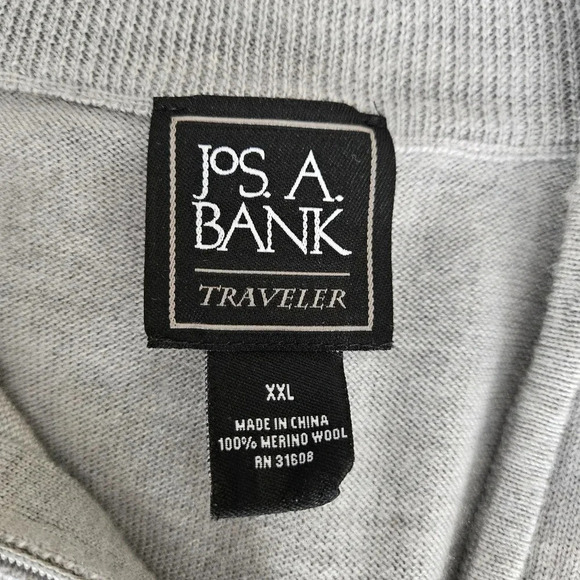 JOS. A.
BANK
TRAVELER
XXL
MADE IN CHINA
100% MERINO WOOL
RN 31608